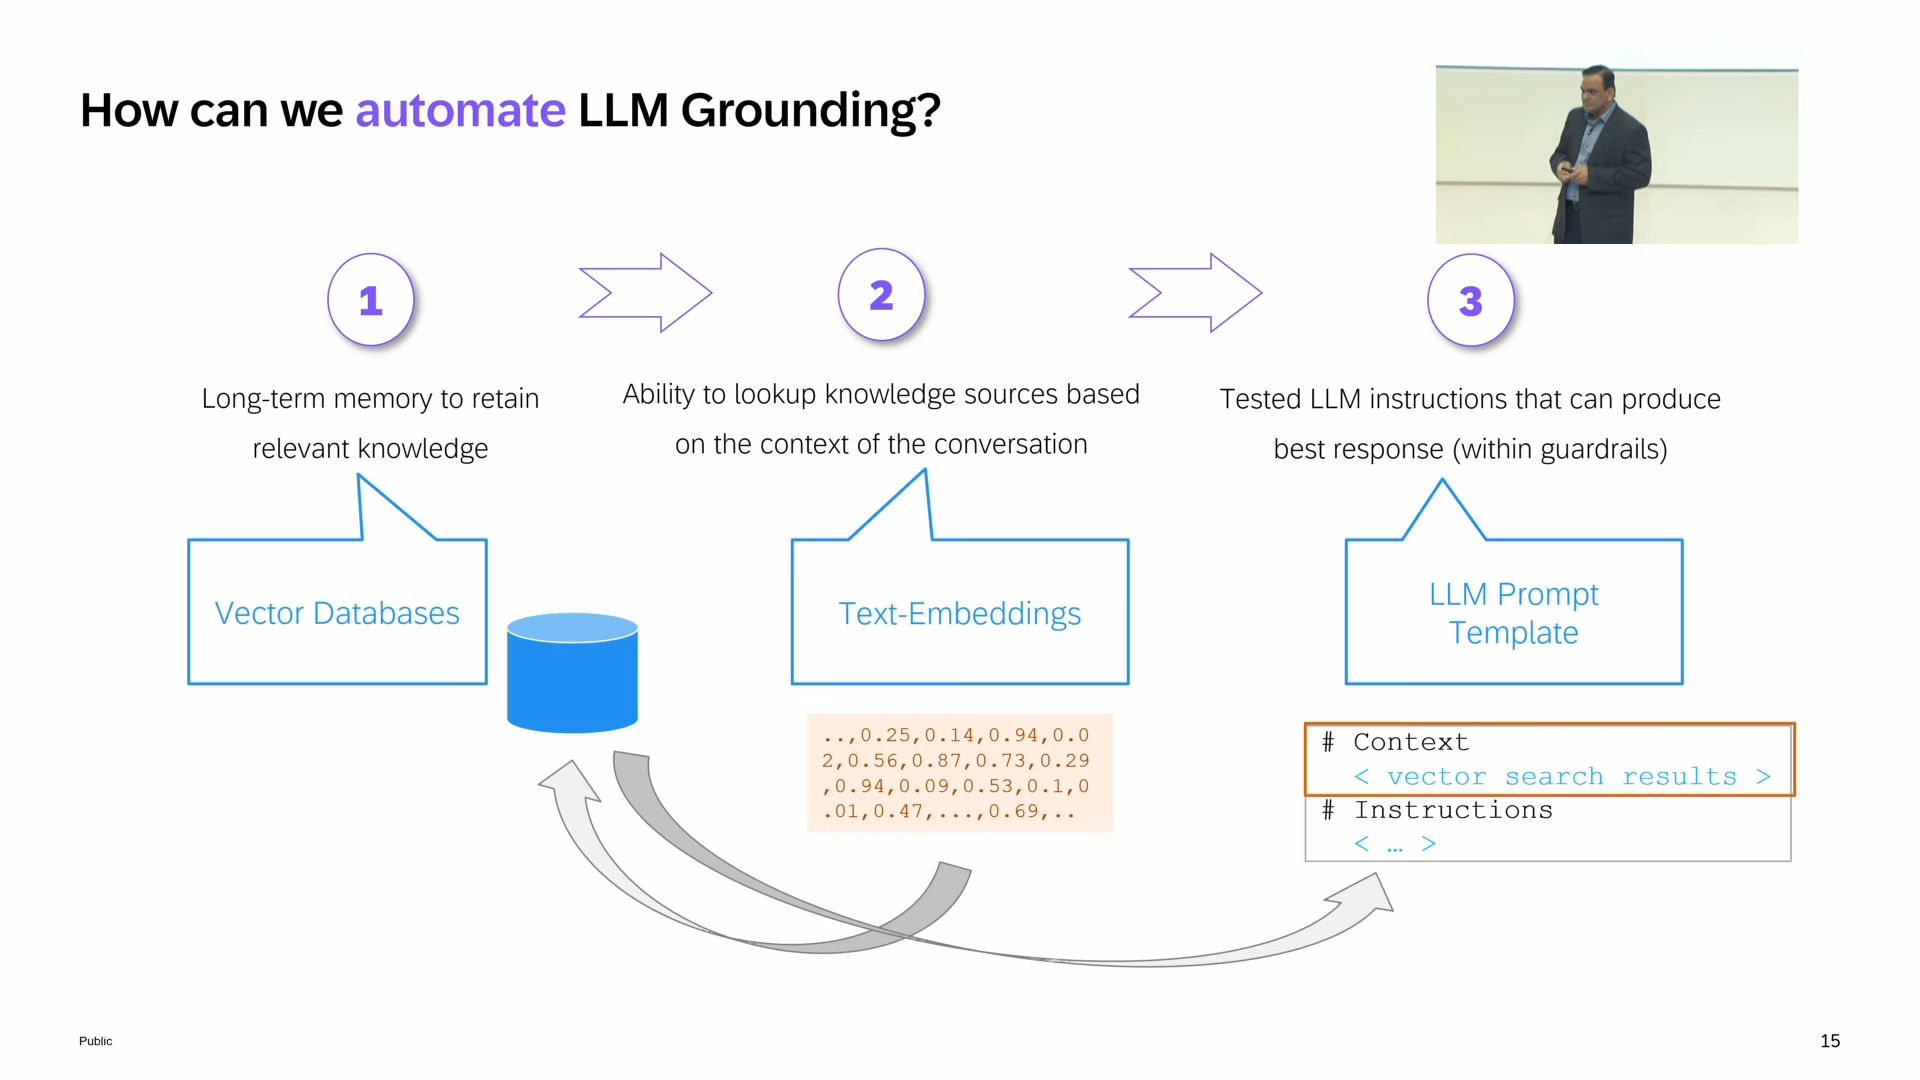 How can we automate LLM Grounding?
1
2
3
Long-term memory to retain
relevant knowledge
Ability to lookup knowledge sources based
on the context of the conversation
Tested LLM instructions that can produce
best response (within guardrails)
Vector Databases
Text-Embeddings
LLM Prompt
Template
..,0.25,0.14,0.94,0.0
2,0.56,0.87,0.73,0.29
,0.94,0.09,0.53,0.1,0
.01,0.47,...,0.69,..
# Context
< vector search results >
# Instructions
< … >
Public
15